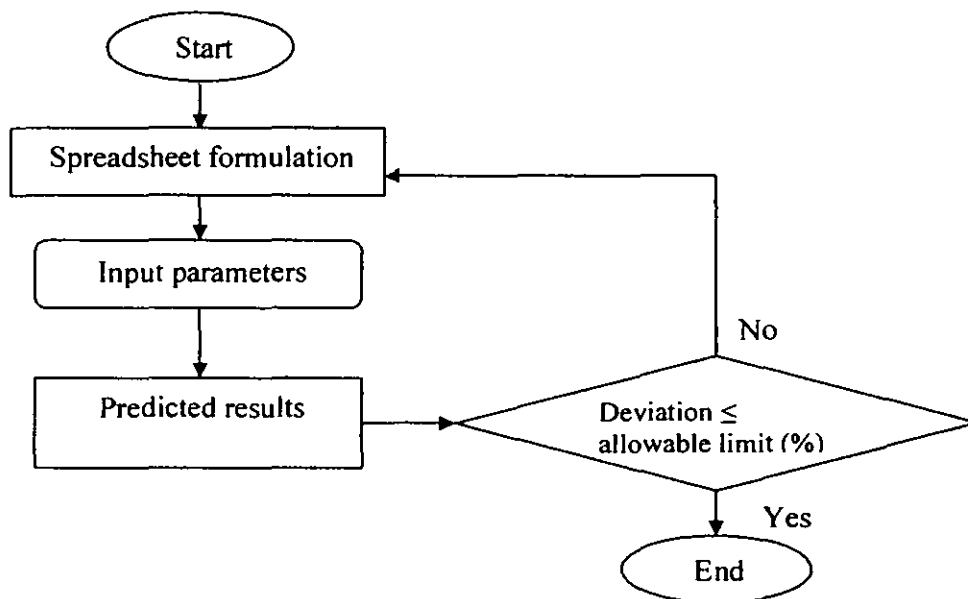 Start
Spreadsheet formulation
Input parameters
Predicted results
No
Deviation ≤
allowable limit (%)
Yes
End